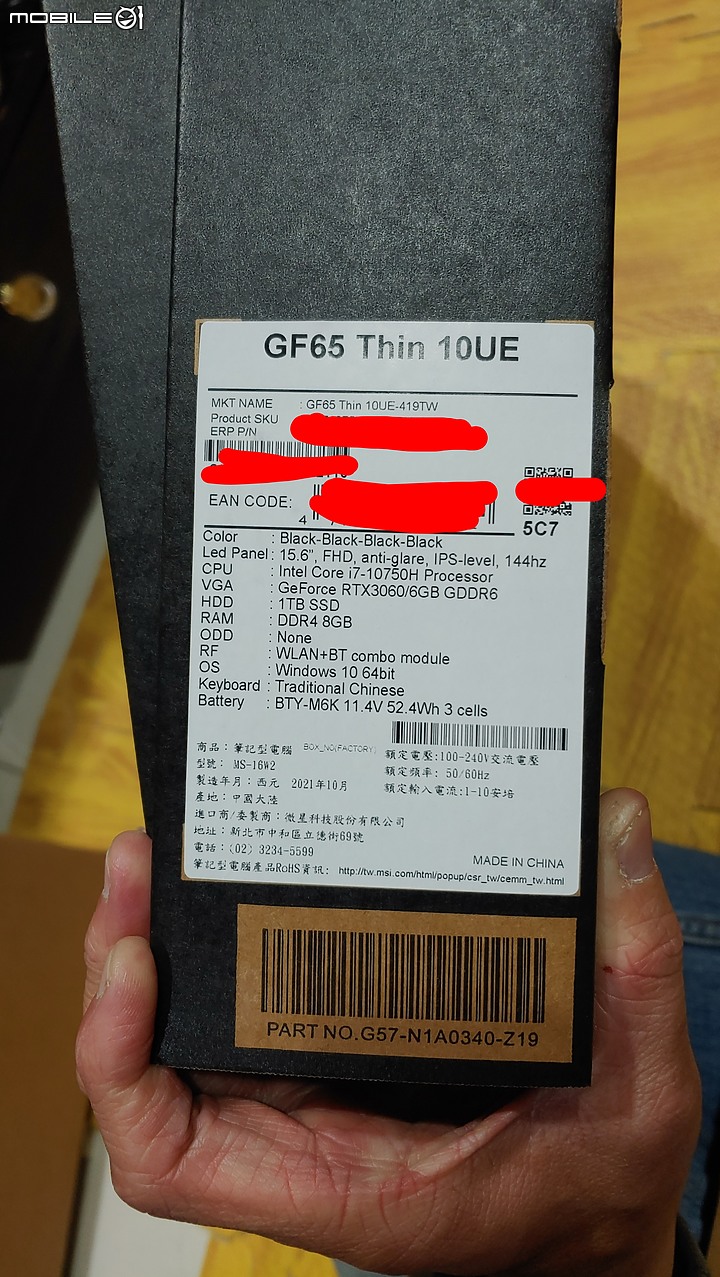 MOBILE01
GF65 Thin 10UE
MKT NAME : GF65 Thin 10UE-419TW
Product SKU
ERP P/N
EAN CODE:
4
5C7
Color : Black-Black-Black-Black
Led Panel : 15.6", FHD, anti-glare, IPS-level, 144hz
CPU : Intel Core i7-10750H Processor
VGA : GeForce RTX3060/6GB GDDR6
HDD : 1TB SSD
RAM : DDR4 8GB
ODD : None
RF : WLAN+BT combo module
OS : Windows 10 64bit
Keyboard : Traditional Chinese
Battery : BTY-M6K 11.4V 52.4Wh 3 cells
商品：筆記型電腦 BOX_NO(FACTORY) 額定電壓:100-240V交流電壓
型號： MS-16W2 額定頻率: 50/60Hz
製造年月：西元 2021年10月 額定輸入電流:1-10安培
產地：中國大陸
進口商/委製商：微星科技股份有限公司
地址：新北市中和區立德街69號
電話：(02) 3234-5599 MADE IN CHINA
筆記型電腦產品RoHS資訊: http://tw.msi.com/html/popup/csr_tw/cemm_tw.html
PART NO.G57-N1A0340-Z19